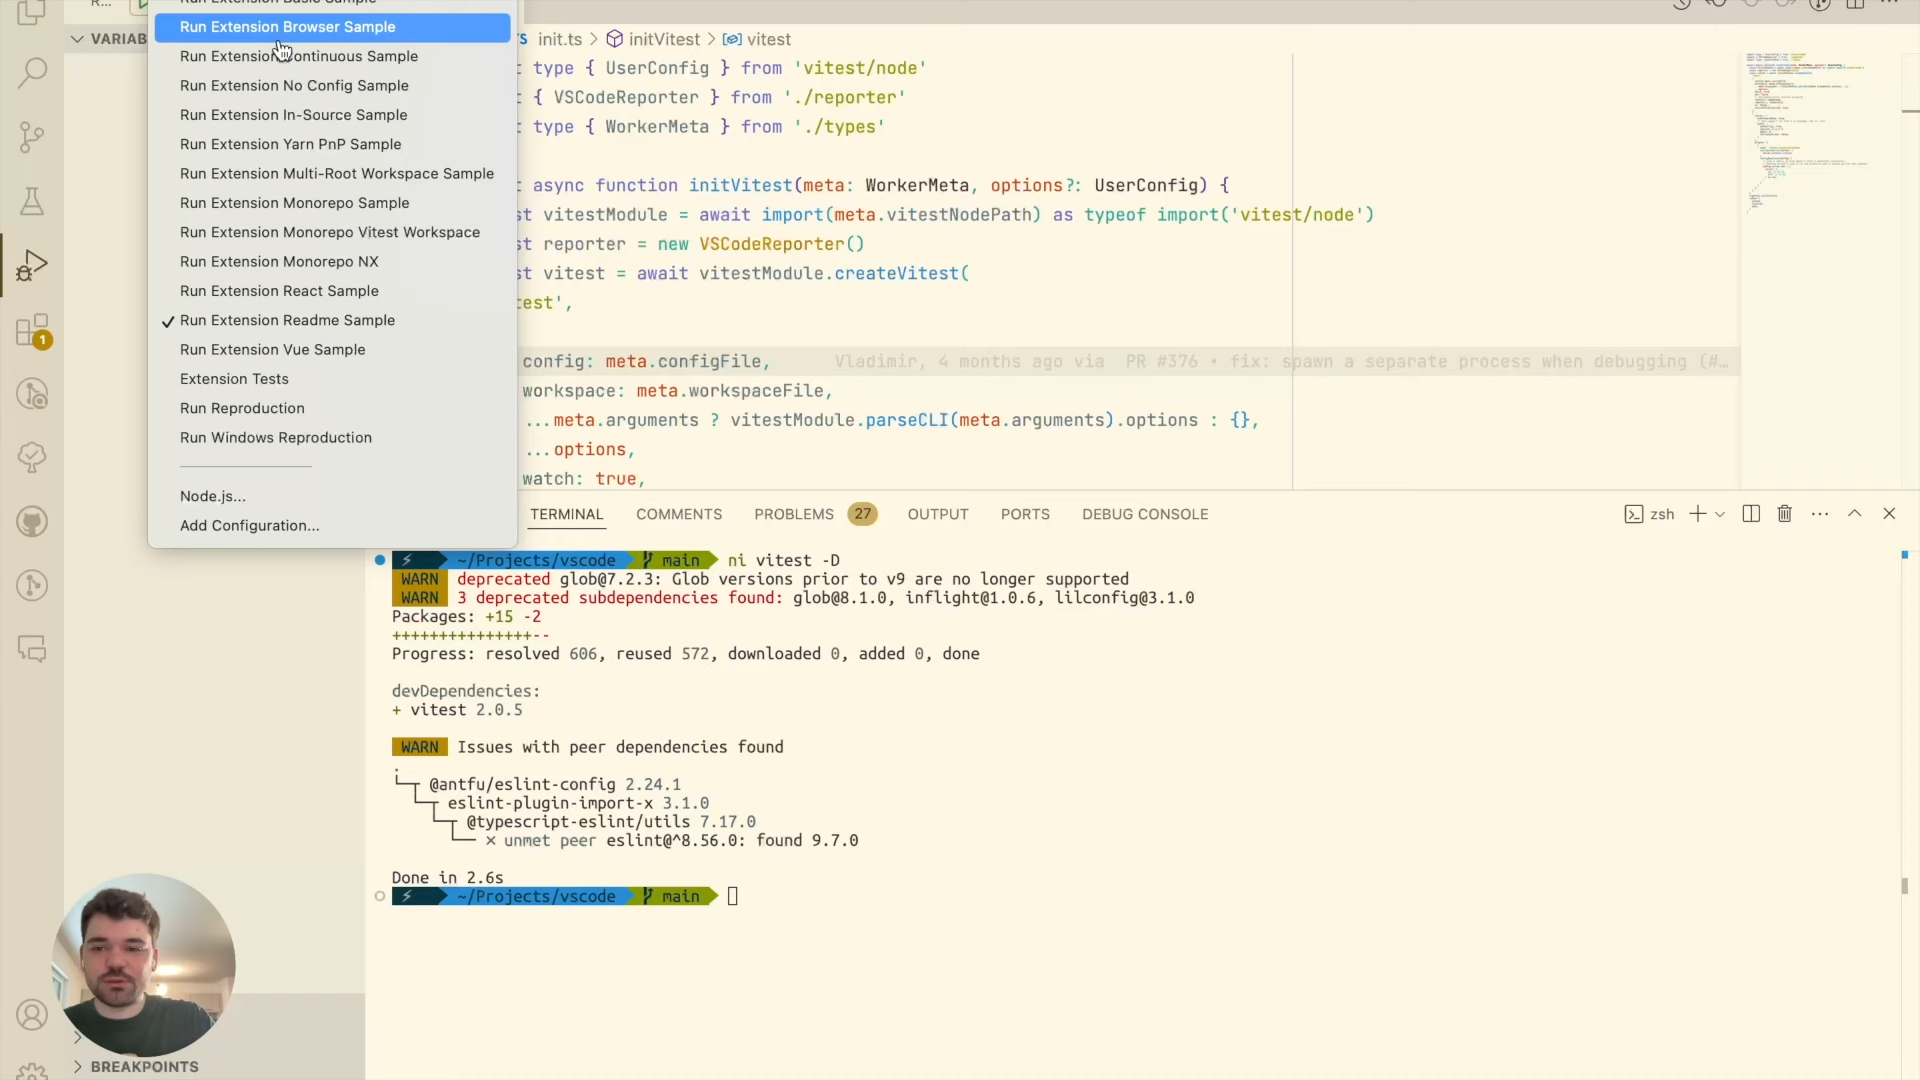 R...
Run Extension Basic Sample
Run Extension Browser Sample
Run Extension Continuous Sample
Run Extension No Config Sample
Run Extension In-Source Sample
Run Extension Yarn PnP Sample
Run Extension Multi-Root Workspace Sample
Run Extension Monorepo Sample
Run Extension Monorepo Vitest Workspace
Run Extension Monorepo NX
Run Extension React Sample
✓ Run Extension Readme Sample
Run Extension Vue Sample
Extension Tests
Run Reproduction
Run Windows Reproduction
Node.js...
Add Configuration...
VARIAB
1
BREAKPOINTS
TS init.ts > initVitest > vitest
t type { UserConfig } from 'vitest/node'
t { VSCodeReporter } from './reporter'
t type { WorkerMeta } from './types'
t async function initVitest(meta: WorkerMeta, options?: UserConfig) {
st vitestModule = await import(meta.vitestNodePath) as typeof import('vitest/node')
st reporter = new VSCodeReporter()
st vitest = await vitestModule.createVitest(
est',
config: meta.configFile, Vladimir, 4 months ago via PR #376 • fix: spawn a separate process when debugging (#…
workspace: meta.workspaceFile,
...meta.arguments ? vitestModule.parseCLI(meta.arguments).options : {},
...options,
watch: true,
TERMINAL COMMENTS PROBLEMS 27 OUTPUT PORTS DEBUG CONSOLE zsh
~/Projects/vscode main ni vitest -D
WARN deprecated glob@7.2.3: Glob versions prior to v9 are no longer supported
WARN 3 deprecated subdependencies found: glob@8.1.0, inflight@1.0.6, lilconfig@3.1.0
Packages: +15 -2
+++++++++++++++--
Progress: resolved 606, reused 572, downloaded 0, added 0, done
devDependencies:
+ vitest 2.0.5
WARN Issues with peer dependencies found
.
└─┬ @antfu/eslint-config 2.24.1
└─┬ eslint-plugin-import-x 3.1.0
└─┬ @typescript-eslint/utils 7.17.0
└── ✕ unmet peer eslint@^8.56.0: found 9.7.0
Done in 2.6s
~/Projects/vscode main